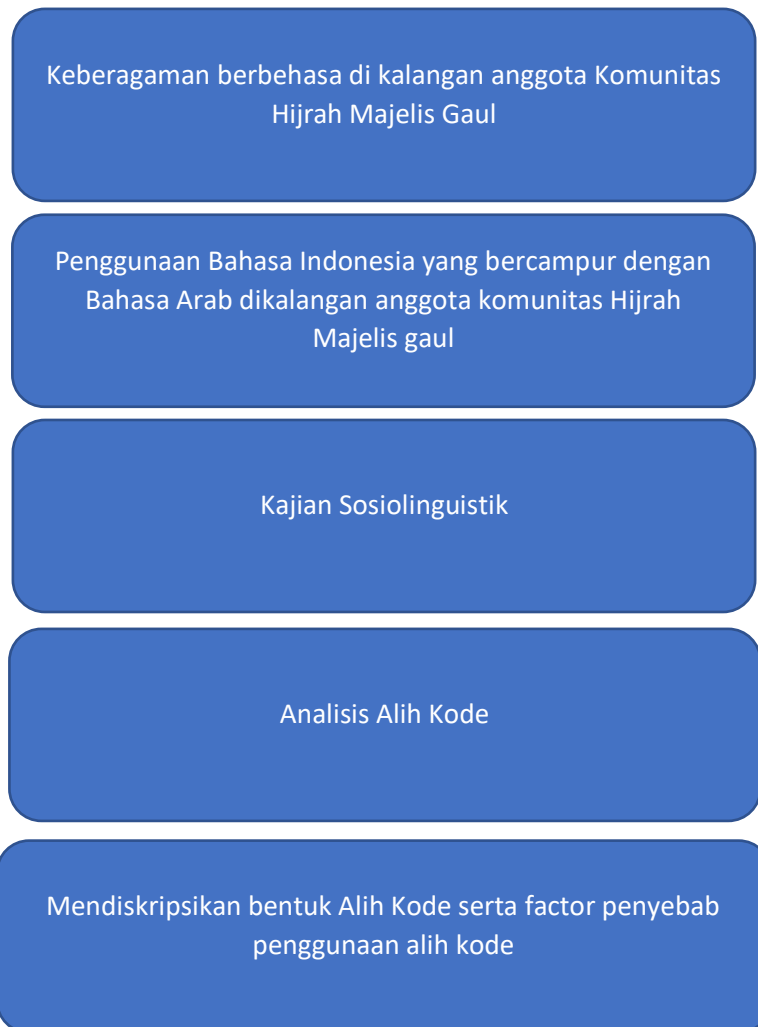 Keberagaman berbehasa di kalangan anggota Komunitas
Hijrah Majelis Gaul
Penggunaan Bahasa Indonesia yang bercampur dengan
Bahasa Arab dikalangan anggota komunitas Hijrah
Majelis gaul
Kajian Sosiolinguistik
Analisis Alih Kode
Mendiskripsikan bentuk Alih Kode serta factor penyebab
penggunaan alih kode